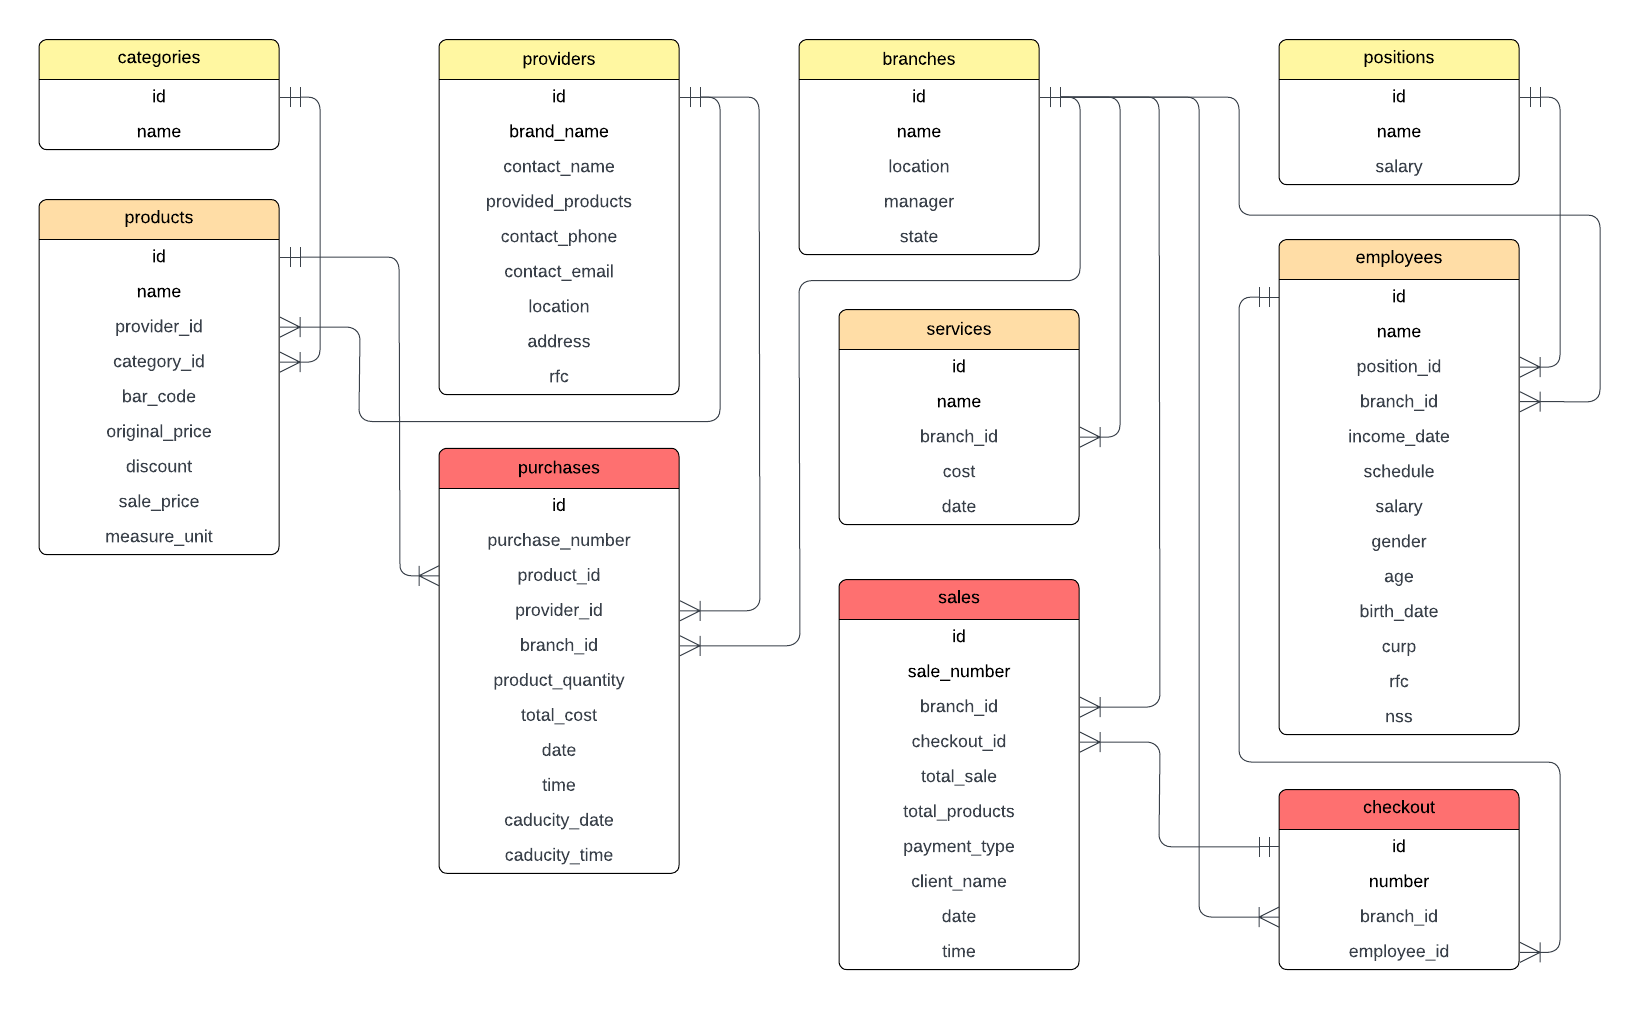 categories
id
name
products
id
name
provider_id
category_id
bar_code
original_price
discount
sale_price
measure_unit
providers
id
brand_name
contact_name
provided_products
contact_phone
contact_email
location
address
rfc
purchases
id
purchase_number
product_id
provider_id
branch_id
product_quantity
total_cost
date
time
caducity_date
caducity_time
branches
id
name
location
manager
state
services
id
name
branch_id
cost
date
sales
id
sale_number
branch_id
checkout_id
total_sale
total_products
payment_type
client_name
date
time
positions
id
name
salary
employees
id
name
position_id
branch_id
income_date
schedule
salary
gender
age
birth_date
curp
rfc
nss
checkout
id
number
branch_id
employee_id